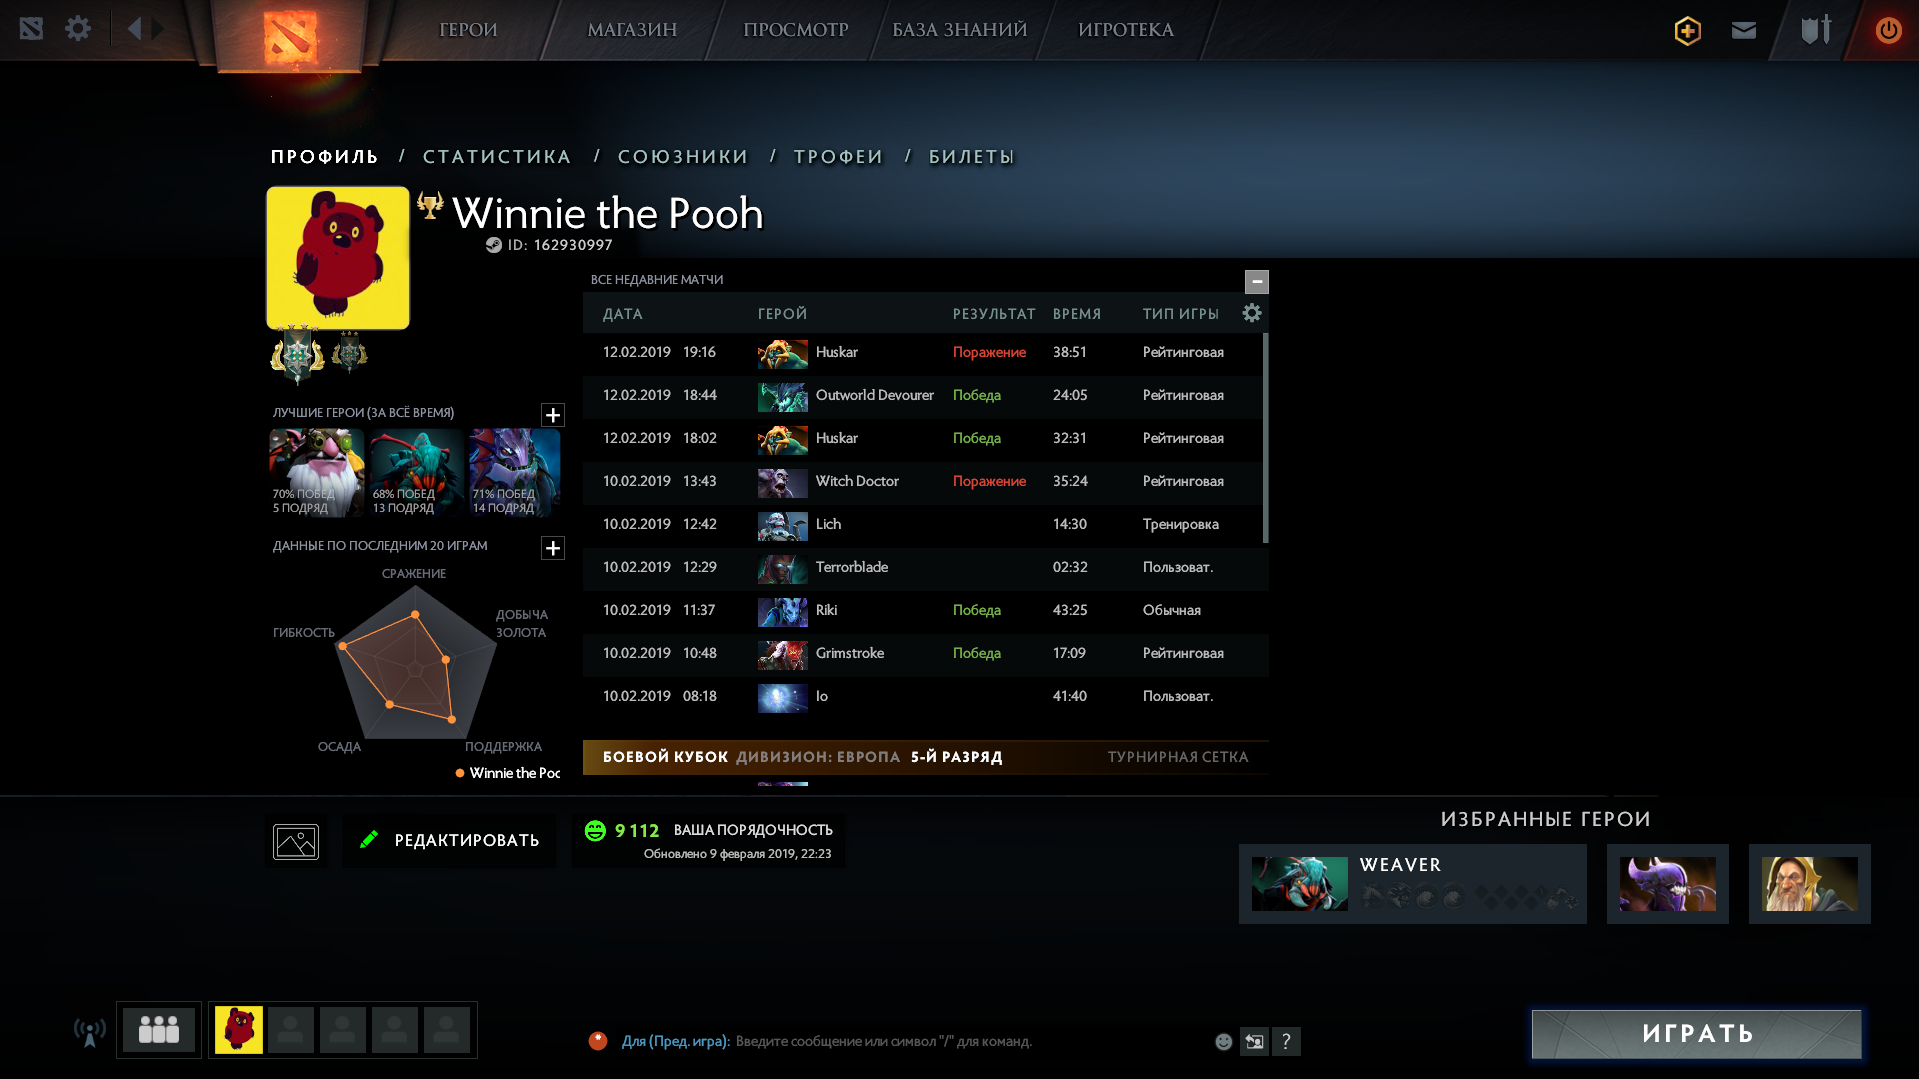 ГЕРОИ МАГАЗИН ПРОСМОТР БАЗА ЗНАНИЙ ИГРОТЕКА
ПРОФИЛЬ / СТАТИСТИКА / СОЮЗНИКИ / ТРОФЕИ / БИЛЕТЫ
Winnie the Pooh
ID: 162930997
ВСЕ НЕДАВНИЕ МАТЧИ
ДАТА ГЕРОЙ РЕЗУЛЬТАТ ВРЕМЯ ТИП ИГРЫ
12.02.2019 19:16 Huskar Поражение 38:51 Рейтинговая
12.02.2019 18:44 Outworld Devourer Победа 24:05 Рейтинговая
12.02.2019 18:02 Huskar Победа 32:31 Рейтинговая
10.02.2019 13:43 Witch Doctor Поражение 35:24 Рейтинговая
10.02.2019 12:42 Lich 14:30 Тренировка
10.02.2019 12:29 Terrorblade 02:32 Пользоват.
10.02.2019 11:37 Riki Победа 43:25 Обычная
10.02.2019 10:48 Grimstroke Победа 17:09 Рейтинговая
10.02.2019 08:18 Io 41:40 Пользоват.
БОЕВОЙ КУБОК ДИВИЗИОН: ЕВРОПА 5-Й РАЗРЯД ТУРНИРНАЯ СЕТКА
ЛУЧШИЕ ГЕРОИ (ЗА ВСЁ ВРЕМЯ)
70% ПОБЕД 68% ПОБЕД 71% ПОБЕД
5 ПОДРЯД 13 ПОДРЯД 14 ПОДРЯД
ДАННЫЕ ПО ПОСЛЕДНИМ 20 ИГРАМ
СРАЖЕНИЕ
ДОБЫЧА
ЗОЛОТА
ГИБКОСТЬ
ОСАДА ПОДДЕРЖКА
Winnie the Poo
РЕДАКТИРОВАТЬ
9 112 ВАША ПОРЯДОЧНОСТЬ
Обновлено 9 февраля 2019, 22:23
ИЗБРАННЫЕ ГЕРОИ
WEAVER
Для (Пред. игра): Введите сообщение или символ "/" для команд.
?
ИГРАТЬ